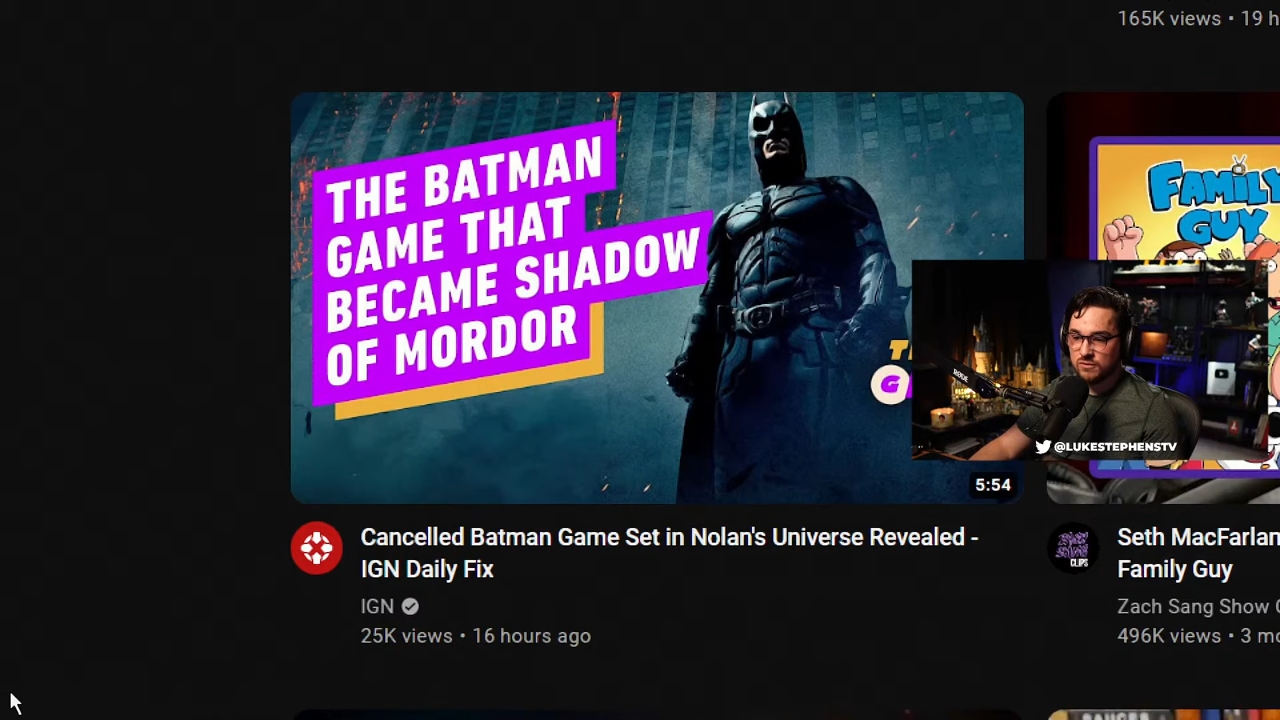 165K views • 19 h
THE BATMAN
GAME THAT
BECAME SHADOW
OF MORDOR
FAMILY
GUY
RODE
@LUKESTEPHENSTV
5:54
Cancelled Batman Game Set in Nolan's Universe Revealed -
IGN Daily Fix
IGN
25K views • 16 hours ago
CLIPS
Seth MacFarlan
Family Guy
Zach Sang Show C
496K views • 3 mo